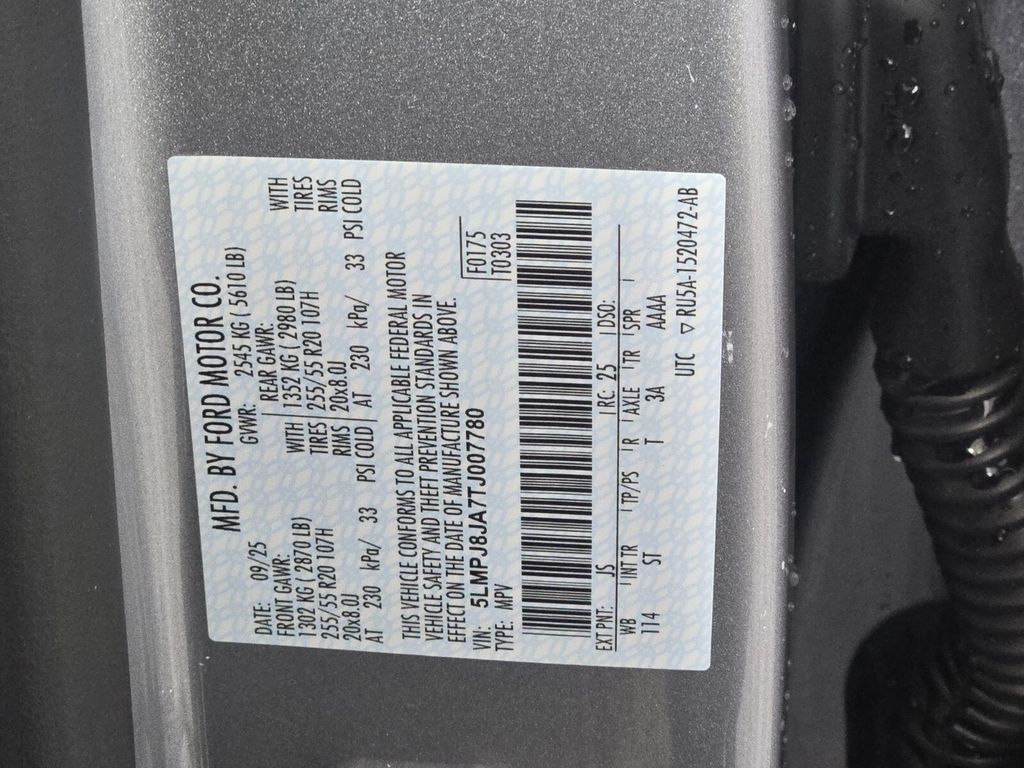 MFD. BY FORD MOTOR CO.
DATE: 09/25 GVWR: 2545 KG ( 5610 LB)
FRONT GAWR: REAR GAWR:
1302 KG ( 2870 LB) WITH 1352 KG ( 2980 LB) WITH
255/55 R20 107H TIRES 255/55 R20 107H TIRES
20x8.0J RIMS 20x8.0J RIMS
AT 230 kPa/ 33 PSI COLD AT 230 kPa/ 33 PSI COLD
THIS VEHICLE CONFORMS TO ALL APPLICABLE FEDERAL MOTOR
VEHICLE SAFETY AND THEFT PREVENTION STANDARDS IN
EFFECT ON THE DATE OF MANUFACTURE SHOWN ABOVE.
VIN: 5LMPJ8JA7TJ007780 F0175
TYPE: MPV T0303
EXT PNT: JS RC: 25 DSO:
WB INT TR TP/PS R AXLE TR SPR
114 ST T 3A AAAA
UTC ▽ RU5A-1520472-AB